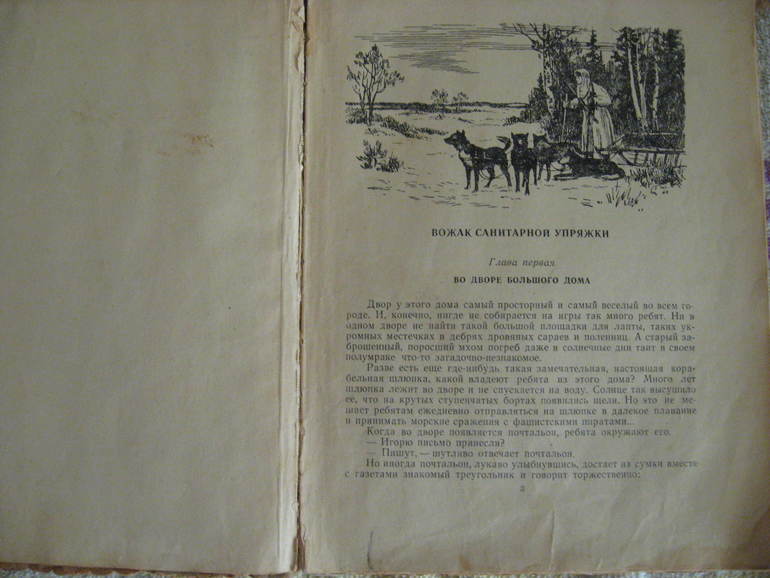 ВОЖАК САНИТАРНОЙ УПРЯЖКИ
Глава первая
ВО ДВОРЕ БОЛЬШОГО ДОМА
Двор у этого дома самый просторный и самый веселый во всем го-
роде. И, конечно, нигде не собирается на игры так много ребят. Ни в
одном дворе не найти такой большой площадки для лапты, таких ук-
ромных местечек в дебрях дровяных сараев и поленниц. А старый за-
брошенный, поросший мхом погреб даже в солнечные дни таит в своем
полумраке что-то загадочно-незнакомое.
Разве есть еще где-нибудь такая замечательная, настоящая кора-
бельная шлюпка, какой владеют ребята из этого дома? Много лет
шлюпка лежит во дворе и не спускается на воду. Солнце так высушило
ее, что на крутых ступенчатых бортах появились щели. Но это не ме-
шает ребятам ежедневно отправляться на шлюпке в далекое плавание
и принимать морские сражения с фашистскими пиратами...
Когда во дворе появляется почтальон, ребята окружают его.
— Игорю письмо принесли?
— Пишут, — шутливо отвечает почтальон.
Но иногда почтальон, лукаво улыбнувшись, достает из сумки вместе
с газетами знакомый треугольник и говорит торжественно:
3